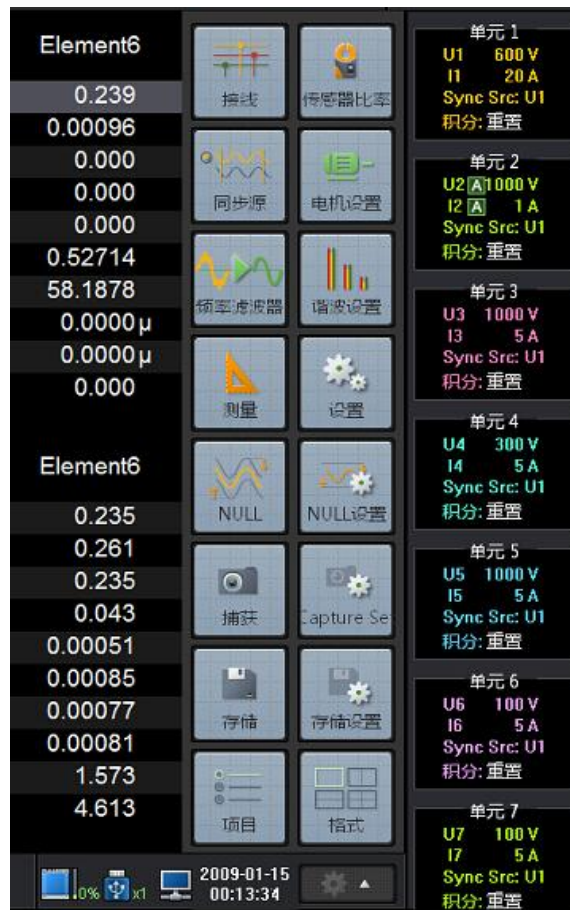 Element6
0.239
0.00096
0.000
0.000
0.000
0.52714
58.1878
0.0000 µ
0.0000 µ
0.000
Element6
0.235
0.261
0.235
0.043
0.00051
0.00085
0.00077
0.00081
1.573
4.613
接线
传感器比率
同步源
电机设置
频率滤波器
谐波设置
测量
设置
NULL
NULL设置
捕获
Capture Se
存储
存储设置
项目
格式
单元 1
U1 600 V
I1 20 A
Sync Src: U1
积分: 重置
单元 2
U2 A 1000 V
I2 A 1 A
Sync Src: U1
积分: 重置
单元 3
U3 1000 V
I3 5 A
Sync Src: U1
积分: 重置
单元 4
U4 300 V
I4 5 A
Sync Src: U1
积分: 重置
单元 5
U5 1000 V
I5 5 A
Sync Src: U1
积分: 重置
单元 6
U6 100 V
I6 5 A
Sync Src: U1
积分: 重置
单元 7
U7 100 V
I7 5 A
Sync Src: U1
积分: 重置
0% x1
2009-01-15
00:13:34